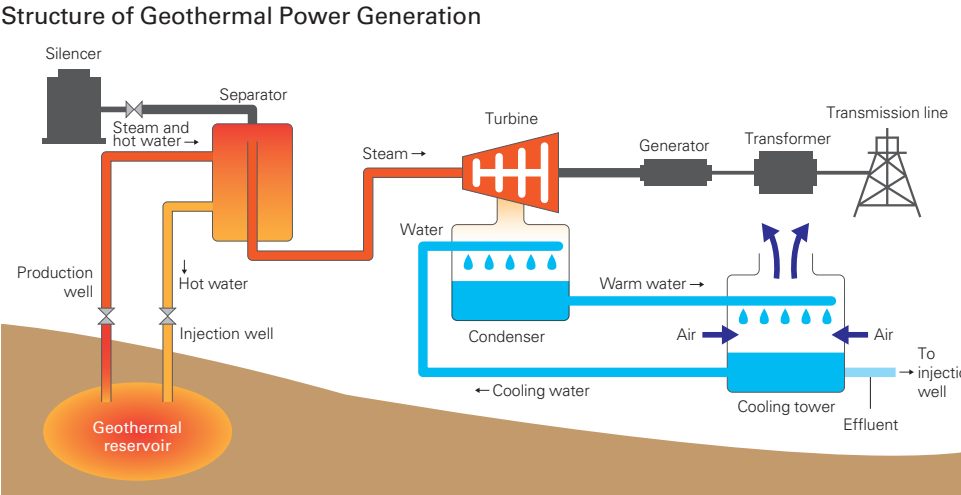 Structure of Geothermal Power Generation
Silencer
Separator
Steam and
hot water →
Turbine
Steam →
Generator
Transformer
Transmission line
Water
Production
well
↓
Hot water
Injection well
Warm water →
Condenser
Air
Air
← Cooling water
Cooling tower
→
To
injectio
well
Effluent
Geothermal
reservoir